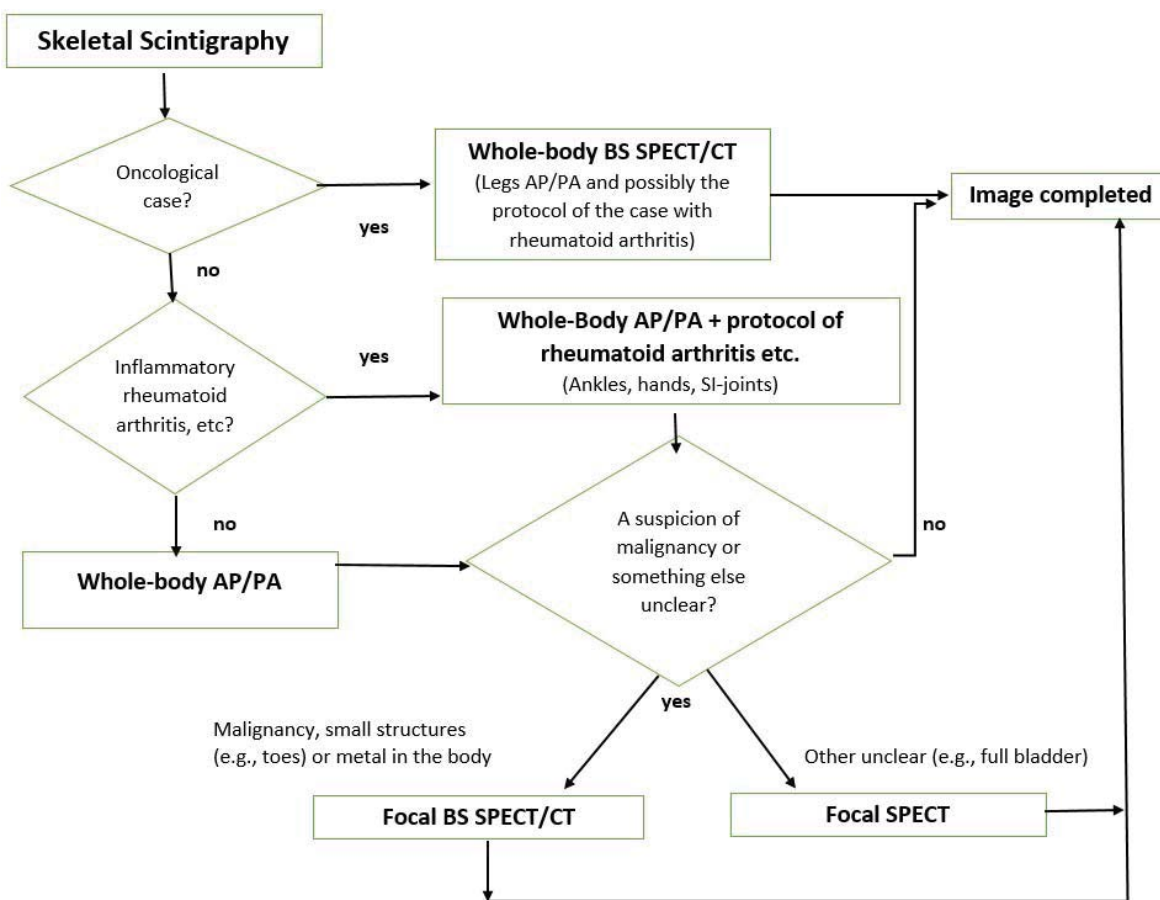 Skeletal Scintigraphy
Oncological
case?
yes
Whole-body BS SPECT/CT
(Legs AP/PA and possibly the
protocol of the case with
rheumatoid arthritis)
Image completed
no
Inflammatory
rheumatoid
arthritis, etc?
yes
Whole-Body AP/PA + protocol of
rheumatoid arthritis etc.
(Ankles, hands, SI-joints)
no
Whole-body AP/PA
A suspicion of
malignancy or
something else
unclear?
no
yes
Malignancy, small structures
(e.g., toes) or metal in the body
Other unclear (e.g., full bladder)
Focal BS SPECT/CT
Focal SPECT